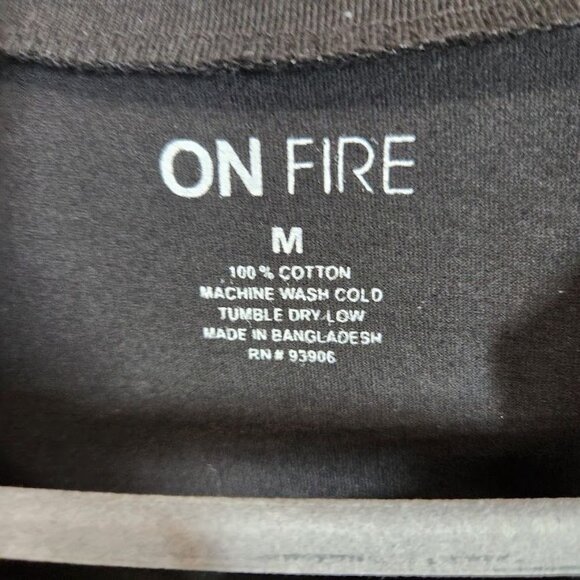 ON FIRE
M
100% COTTON
MACHINE WASH COLD
TUMBLE DRY LOW
MADE IN BANGLADESH
RN# 93906